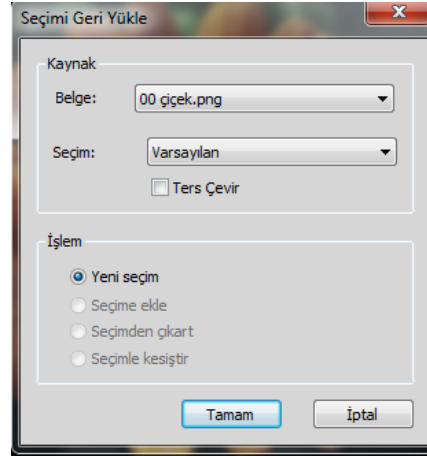 Seçimi Geri Yükle
Kaynak
Belge: 00 çiçek.png
Seçim: Varsayılan
Ters Çevir
İşlem
Yeni seçim
Seçime ekle
Seçimden çıkart
Seçimle kesiştir
Tamam İptal